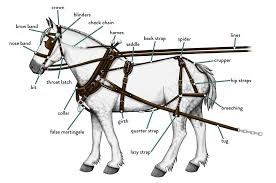 crown
blinders
check chain
brow band
hames
spider
back strap
lines
saddle
nose band
crupper
hip straps
bit
throat latch
breeching
collar
girth
false martingale
quarter strap
lazy strap
tug